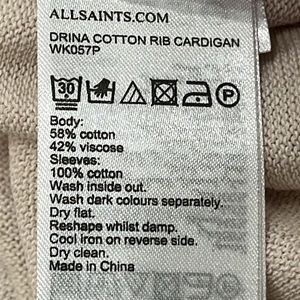 ALLSAINTS.COM
DRINA COTTON RIB CARDIGAN
WK057P
30 P
Body:
58% cotton
42% viscose
Sleeves:
100% cotton
Wash inside out.
Wash dark colours separately.
Dry flat.
Reshape whilst damp.
Cool iron on reverse side.
Dry clean.
Made in China